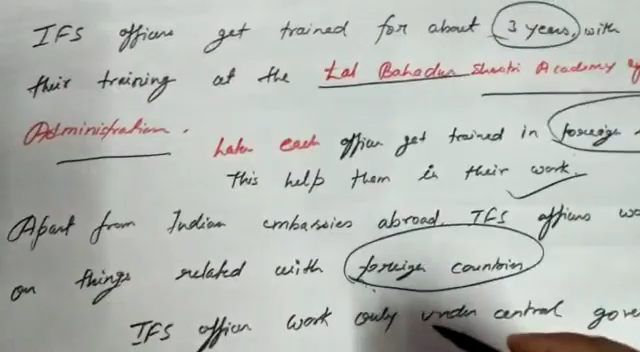 IFS officers get trained for about 3 years, with
their training at the Lal Bahadur Shastri Academy of
Administration. Later each officer get trained in foreign
This help them in their work.
Apart from Indian embassies abroad. IFS officers wo
on things related with foreign countries
IFS officer work only under central gove